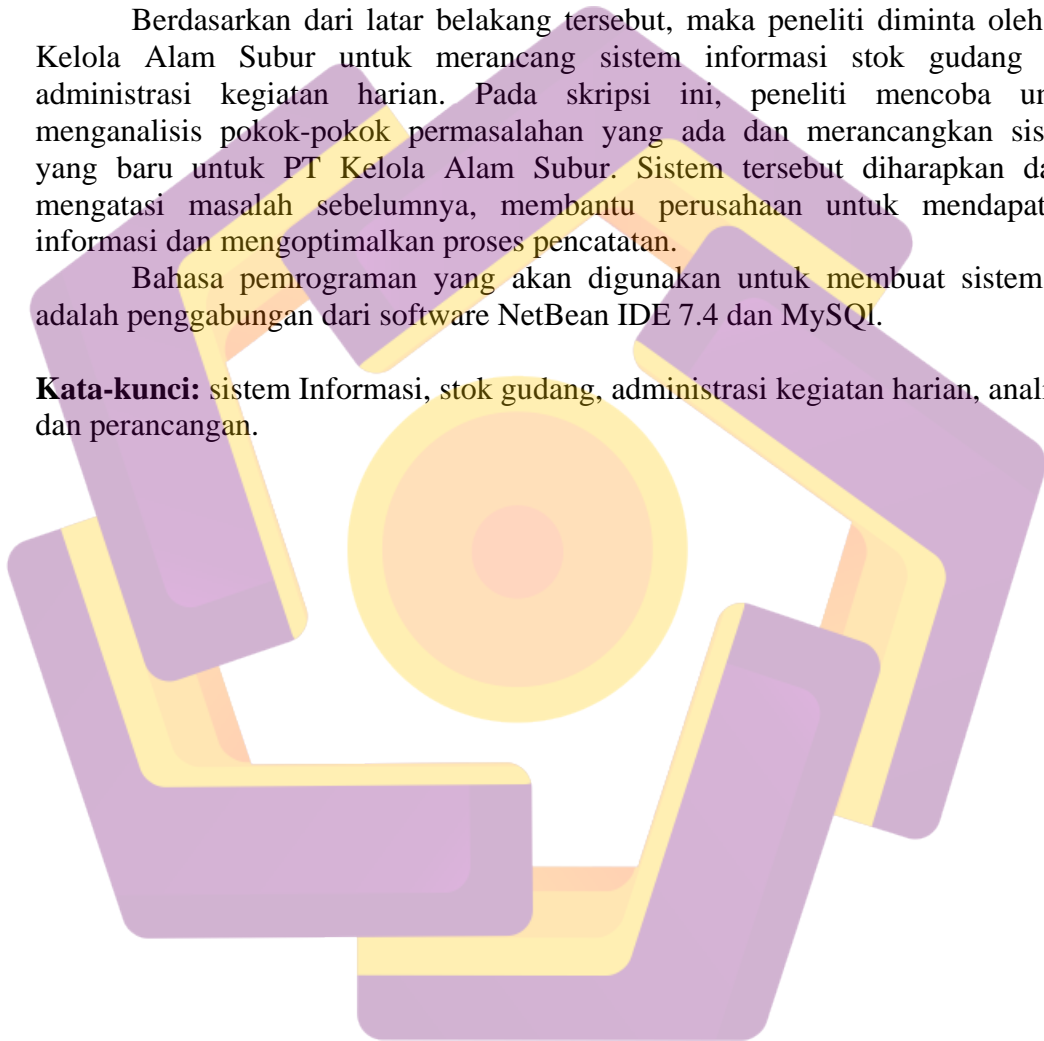 Berdasarkan dari latar belakang tersebut, maka peneliti diminta oleh
Kelola Alam Subur untuk merancang sistem informasi stok gudang
administrasi kegiatan harian. Pada skripsi ini, peneliti mencoba
menganalisis pokok-pokok permasalahan yang ada dan merancangkan
yang baru untuk PT Kelola Alam Subur. Sistem tersebut diharapkan
mengatasi masalah sebelumnya, membantu perusahaan untuk
informasi dan mengoptimalkan proses pencatatan.
Bahasa pemrograman yang akan digunakan untuk membuat sistem
adalah penggabungan dari software NetBean IDE 7.4 dan MySQl.
Kata-kunci: sistem Informasi, stok gudang, administrasi kegiatan harian,
dan perancangan.